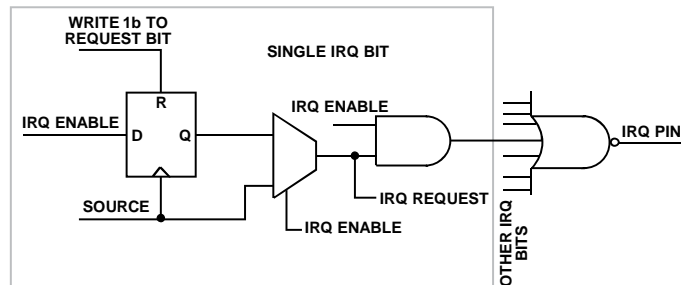 WRITE 1b TO
REQUEST BIT
SINGLE IRQ BIT
R
IRQ ENABLE
IRQ ENABLE
D
Q
IRQ PIN
IRQ REQUEST
SOURCE
IRQ ENABLE
OTHER IRQ
BITS